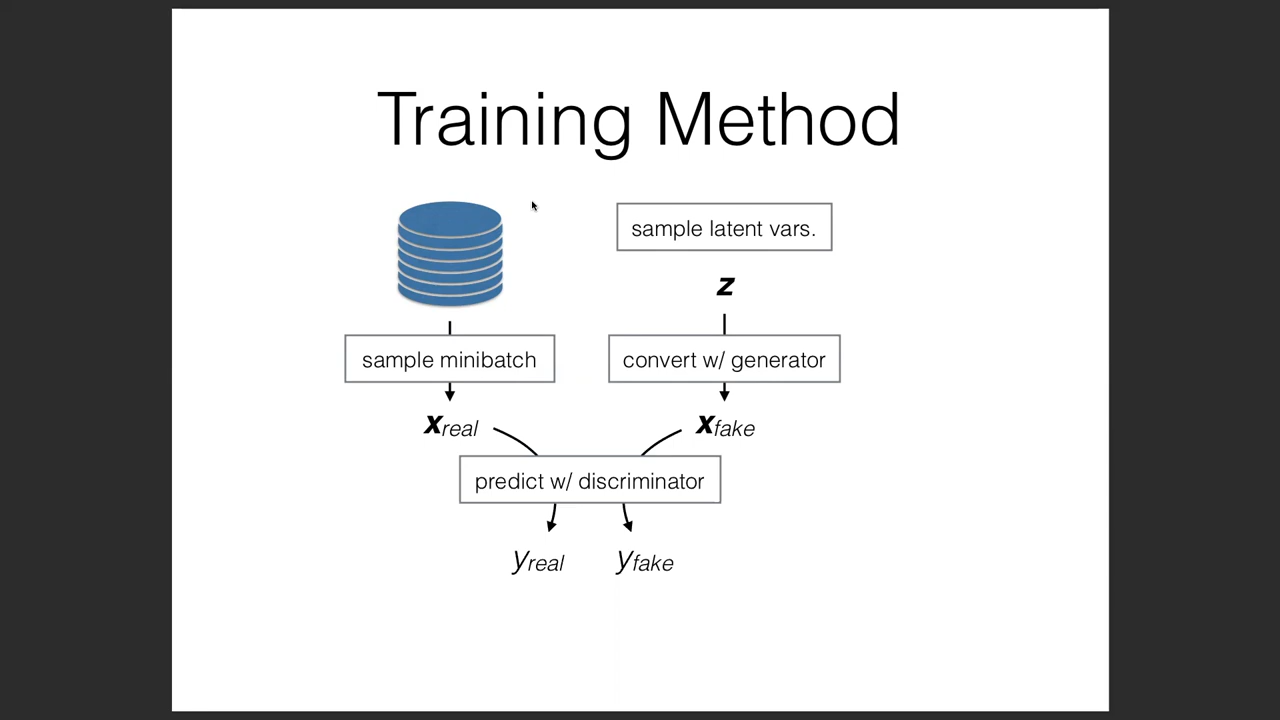 Training Method
sample latent vars.
z
sample minibatch
convert w/ generator
xreal
xfake
predict w/ discriminator
yreal
yfake